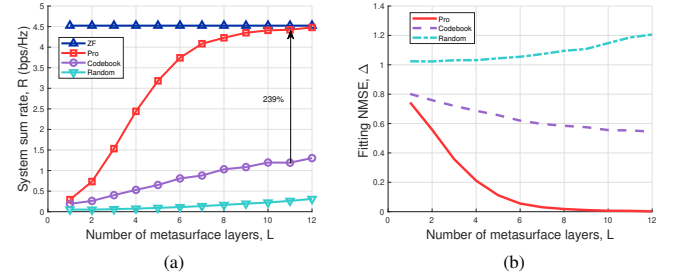 5
4.5
4
3.5
3
2.5
2
1.5
1
0.5
0
System sum rate, R (bps/Hz)
ZF
Pro
Codebook
Random
239%
0 2 4 6 8 10 12
Number of metasurface layers, L
(a)
1.4
1.2
1
0.8
0.6
0.4
0.2
0
Fitting NMSE, Δ
Pro
Codebook
Random
2 4 6 8 10 12
Number of metasurface layers, L
(b)